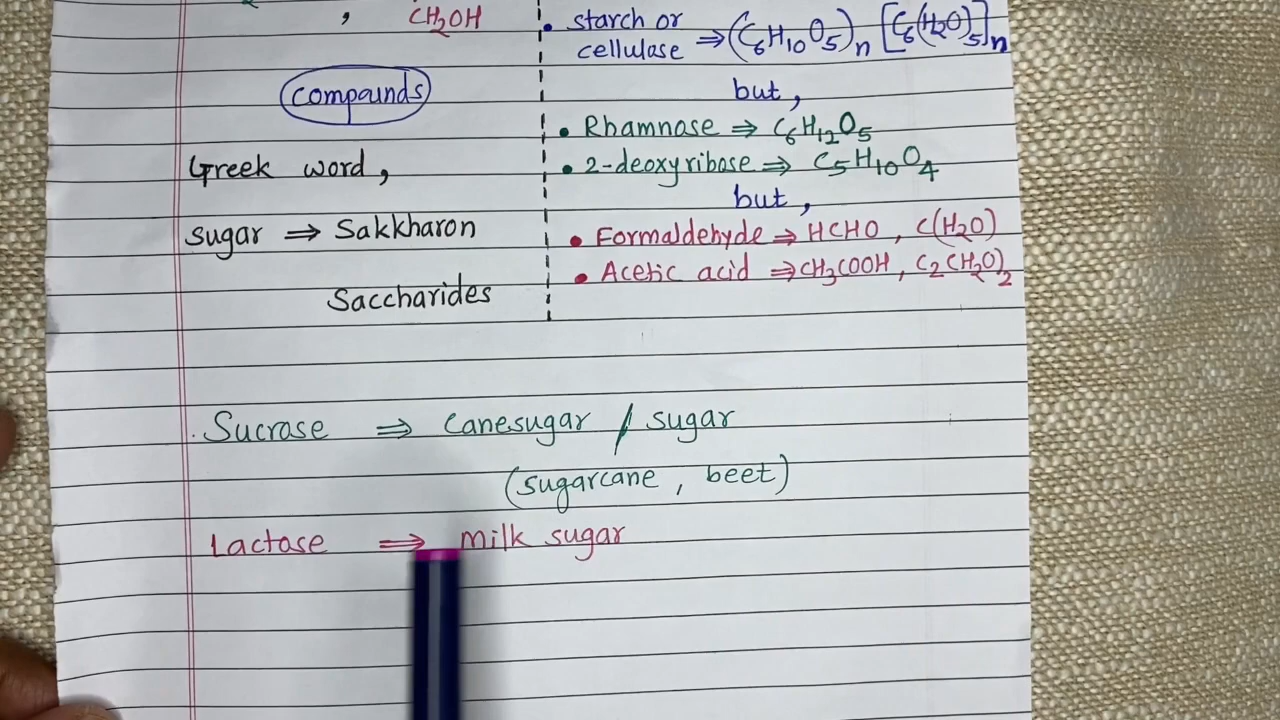 , CH₂OH
compounds
Greek word,
sugar ⇒ Sakkharon
Saccharides
• starch or
cellulase ⇒ (C₆H₁₀O₅)n [C₆(H₂O)₅]n
but,
• Rhamnose ⇒ C₆H₁₂O₅
• 2-deoxyribose ⇒ C₅H₁₀O₄
but,
• Formaldehyde ⇒ HCHO, C(H₂O)
• Acetic acid ⇒ CH₃COOH, C₂(H₂O)₂
Sucrose ⇒ Canesugar / sugar
(sugarcane, beet)
Lactose ⇒ milk sugar